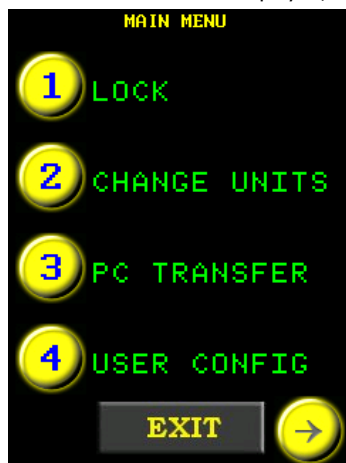 MAIN MENU
1 LOCK
2 CHANGE UNITS
3 PC TRANSFER
4 USER CONFIG
EXIT →